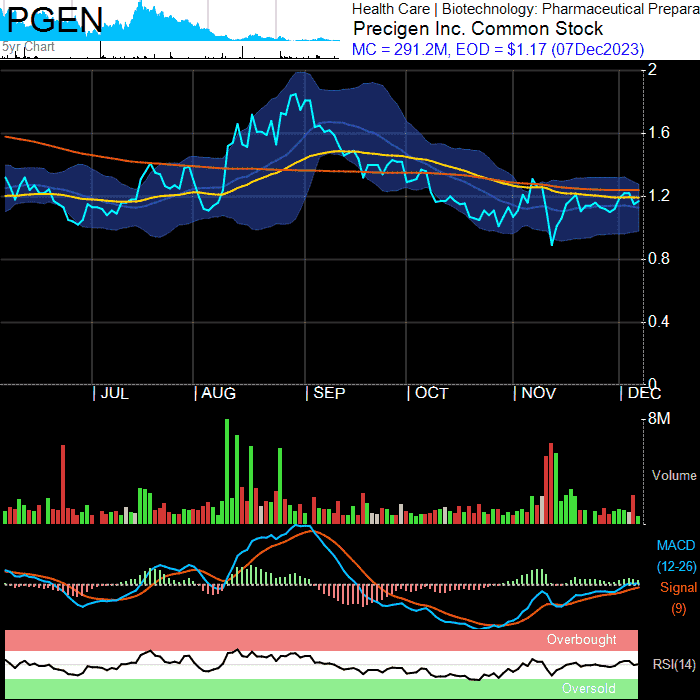 PGEN
Health Care | Biotechnology: Pharmaceutical Prepara
Precigen Inc. Common Stock
MC = 291.2M, EOD = $1.17 (07Dec2023)
5yr Chart
2
1.6
1.2
0.8
0.4
0
| JUL | AUG | SEP | OCT | NOV | DEC
8M
Volume
MACD
(12-26)
Signal
(9)
Overbought
RSI(14)
Oversold